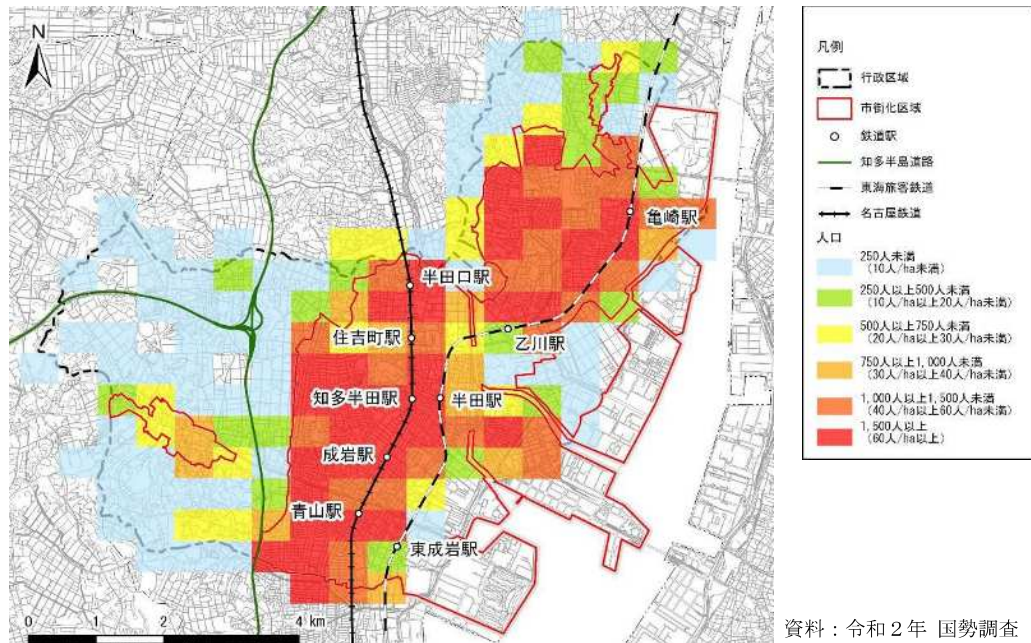 N
亀崎駅
半田口駅
住吉町駅
乙川駅
知多半田駅
半田駅
成岩駅
青山駅
東成岩駅
0 1 2 4 km
凡例
行政区域
市街化区域
鉄道駅
知多半島道路
東海旅客鉄道
名古屋鉄道
人口
250人未満
(10人/ha未満)
250人以上500人未満
(10人/ha以上20人/ha未満)
500人以上750人未満
(20人/ha以上30人/ha未満)
750人以上1,000人未満
(30人/ha以上40人/ha未満)
1,000人以上1,500人未満
(40人/ha以上60人/ha未満)
1,500人以上
(60人/ha以上)
資料：令和２年 国勢調査